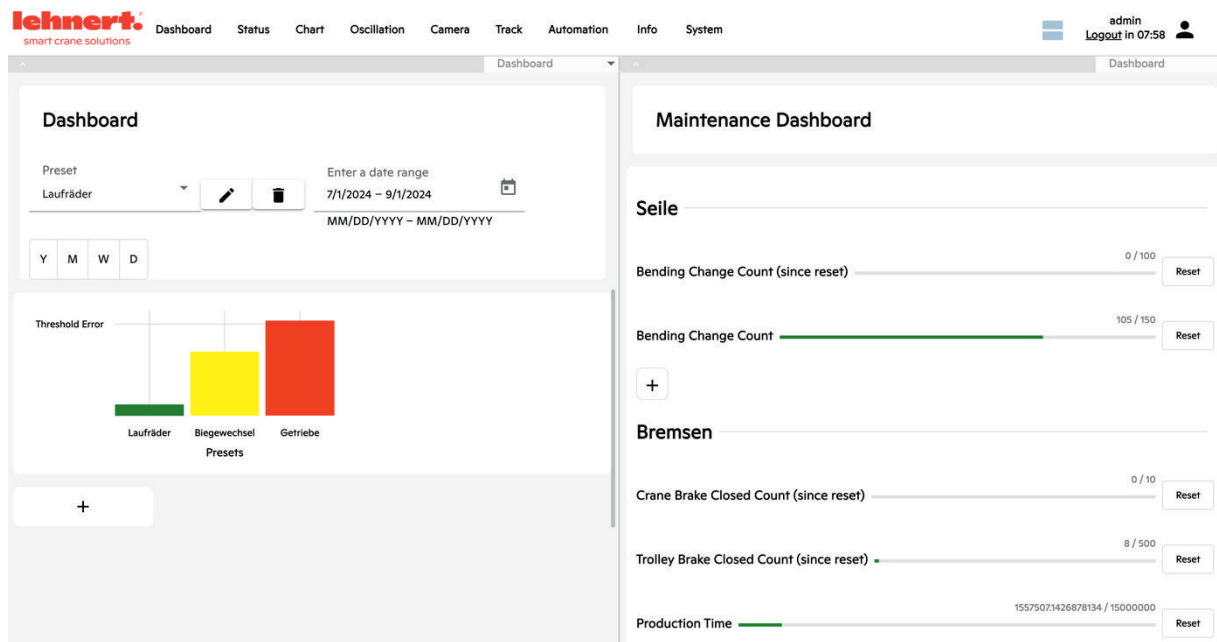 lehnert.
smart crane solutions
Dashboard Status Chart Oscillation Camera Track Automation Info System
admin
Logout in 07:58
Dashboard
Dashboard
Preset
Laufräder
Enter a date range
7/1/2024 – 9/1/2024
MM/DD/YYYY – MM/DD/YYYY
Y M W D
Threshold Error
Laufräder Biegewechsel Getriebe
Presets
+
Dashboard
Maintenance Dashboard
Seile
0 / 100
Bending Change Count (since reset) Reset
105 / 150
Bending Change Count Reset
+
Bremsen
0 / 10
Crane Brake Closed Count (since reset) Reset
8 / 500
Trolley Brake Closed Count (since reset) Reset
1557507.1426878134 / 15000000
Production Time Reset